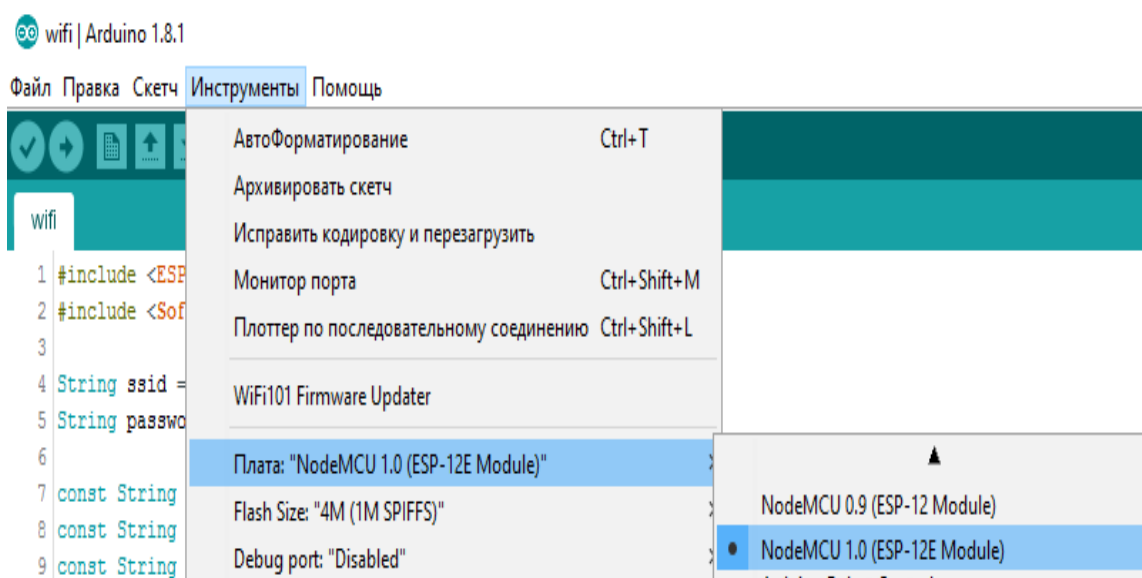 wifi | Arduino 1.8.1
Файл Правка Скетч Инструменты Помощь
АвтоФорматирование Ctrl+T
Архивировать скетч
Исправить кодировку и перезагрузить
Монитор порта Ctrl+Shift+M
Плоттер по последовательному соединению Ctrl+Shift+L
WiFi101 Firmware Updater
Плата: "NodeMCU 1.0 (ESP-12E Module)"
Flash Size: "4M (1M SPIFFS)"
Debug port: "Disabled"
NodeMCU 0.9 (ESP-12 Module)
NodeMCU 1.0 (ESP-12E Module)
wifi
1 #include <ESP
2 #include <Sof
3
4 String ssid =
5 String passwo
6
7 const String
8 const String
9 const String